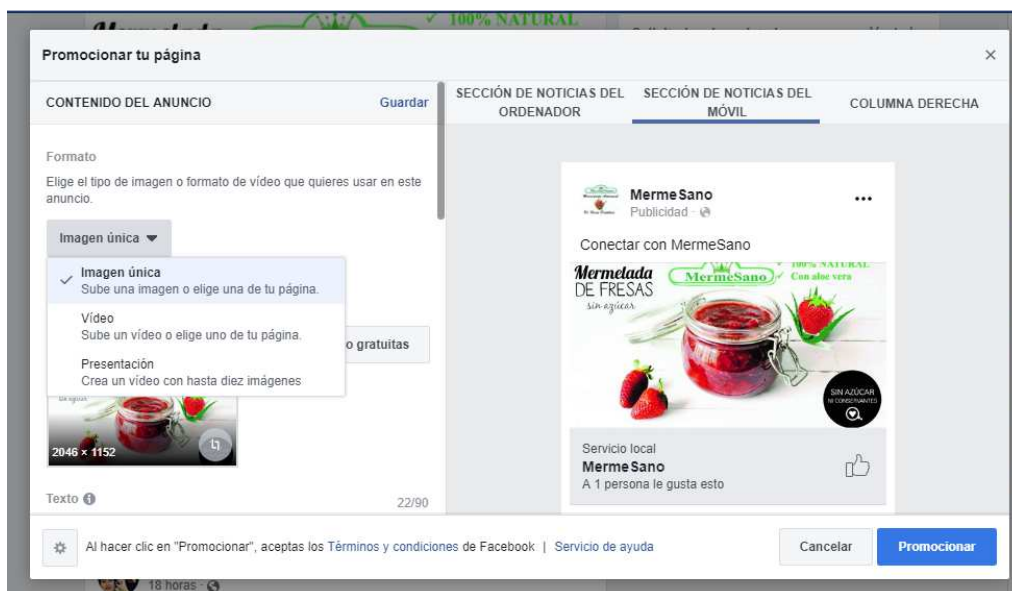 Mermelada
100% NATURAL
Promocionar tu página
CONTENIDO DEL ANUNCIO
Guardar
Formato
Elige el tipo de imagen o formato de vídeo que quieres usar en este
anuncio.
Imagen única
Imagen única
Sube una imagen o elige una de tu página.
Vídeo
Sube un vídeo o elige uno de tu página.
Presentación
Crea un vídeo con hasta diez imágenes
o gratuitas
2046 × 1152
Texto
22/90
SECCIÓN DE NOTICIAS DEL
ORDENADOR
SECCIÓN DE NOTICIAS DEL
MÓVIL
COLUMNA DERECHA
MermeSano
Publicidad ·
Conectar con MermeSano
Mermelada
DE FRESAS
sin azúcar
MermeSano
100% NATURAL
Con aloe vera
SIN AZÚCAR
NI CONSERVANTES
Servicio local
MermeSano
A 1 persona le gusta esto
Al hacer clic en "Promocionar", aceptas los Términos y condiciones de Facebook | Servicio de ayuda
Cancelar
Promocionar
18 horas ·